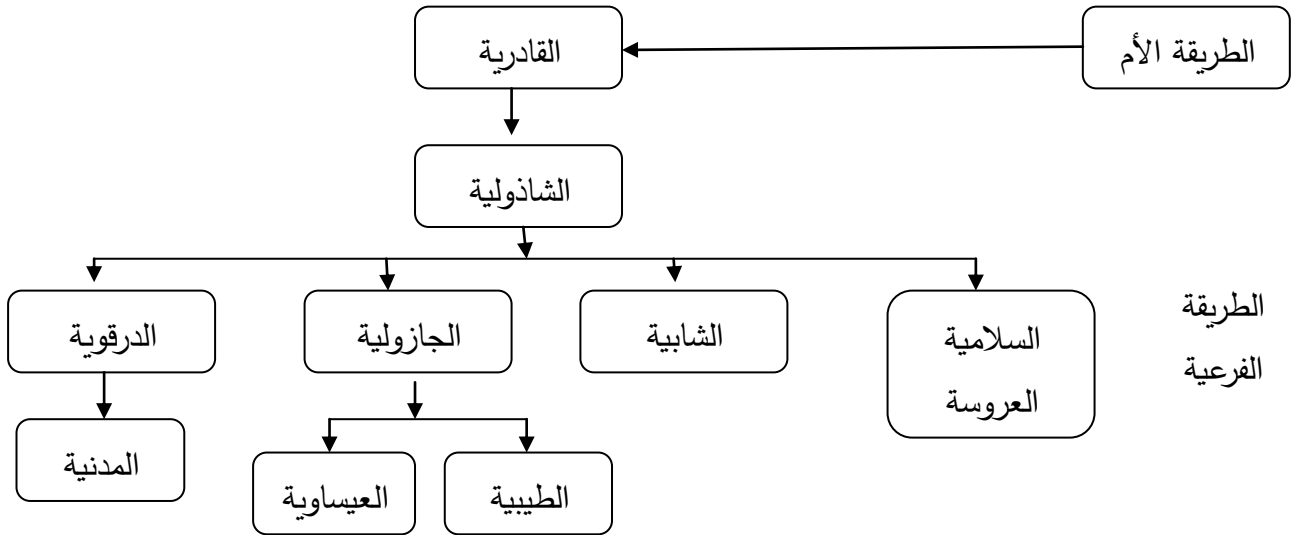 الطريقة الأم
القادرية
الشاذولية
السلامية
العروسة
الشابية
الجازولية
الدرقوية
الطريقة
الفرعية
الطيبية
العيساوية
المدنية